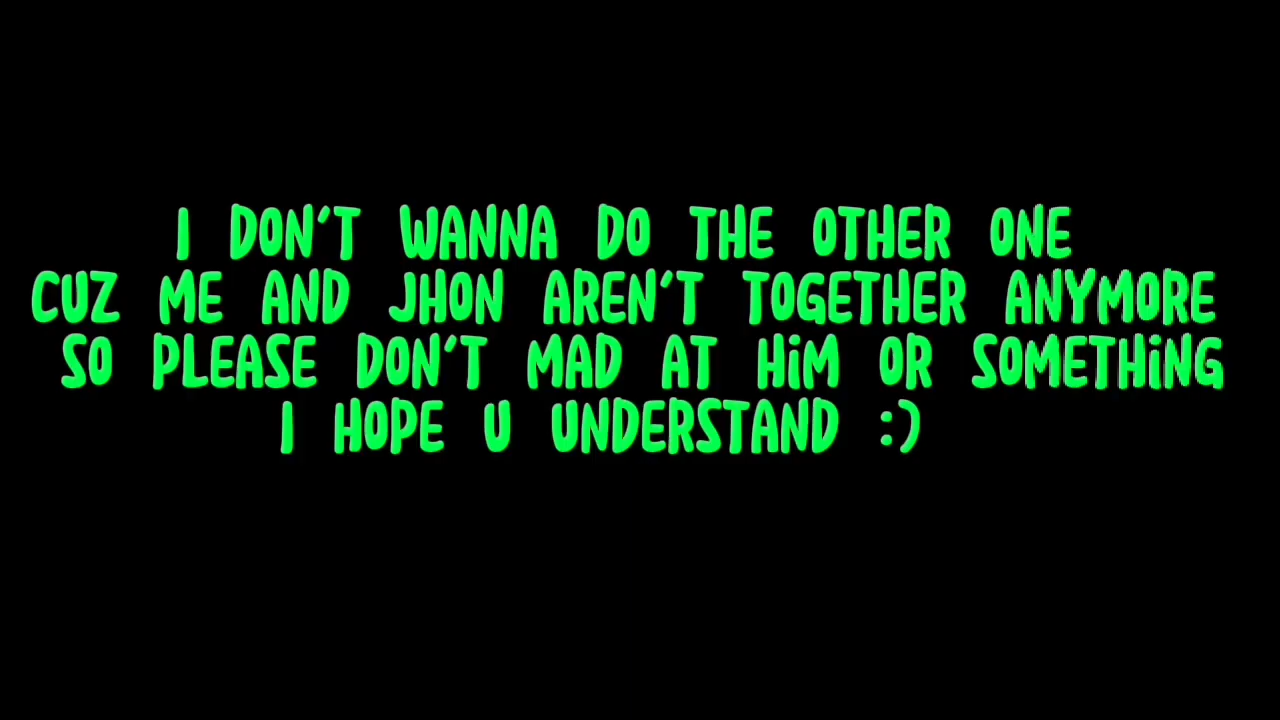 I DON'T WANNA DO THE OTHER ONE
CUZ ME AND JHON AREN'T TOGETHER ANYMORE
SO PLEASE DON'T MAD AT HiM OR SOMETHiNG
I HOPE U UNDERSTAND :)